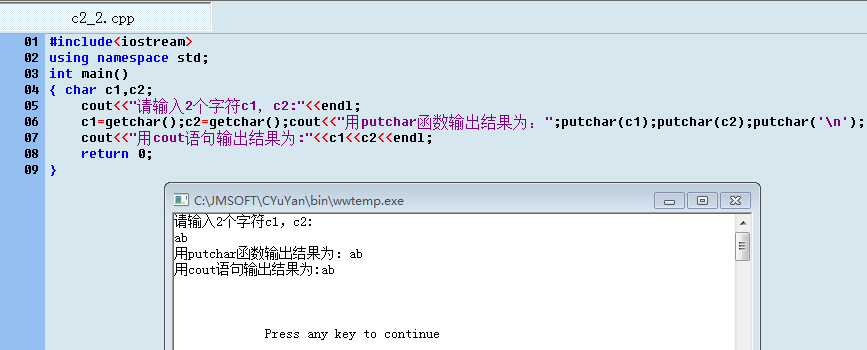 c2_2.cpp
01 #include<iostream>
02 using namespace std;
03 int main()
04 { char c1,c2;
05 cout<<"请输入2个字符c1, c2:"<<endl;
06 c1=getchar();c2=getchar();cout<<"用putchar函数输出结果为: ";putchar(c1);putchar(c2);putchar('\n');
07 cout<<"用cout语句输出结果为:"<<c1<<c2<<endl;
08 return 0;
09 }
C:\JMSOFT\CYuYan\bin\wwtemp.exe
请输入2个字符c1, c2:
ab
用putchar函数输出结果为: ab
用cout语句输出结果为:ab
Press any key to continue